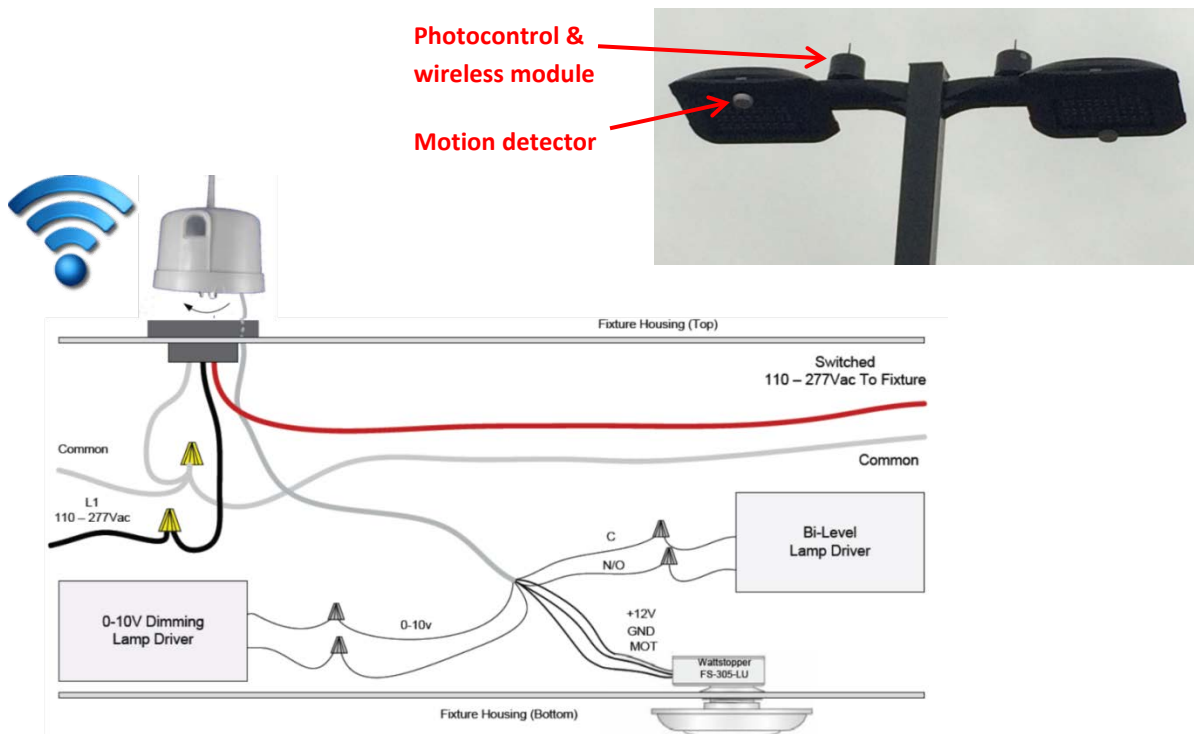 Photocontrol &
wireless module
Motion detector
Fixture Housing (Top)
Switched
110 – 277Vac To Fixture
Common
Common
L1
110 – 277Vac
C
N/O
Bi-Level
Lamp Driver
0-10V Dimming
Lamp Driver
0-10v
+12V
GND
MOT
Wattstopper
FS-305-LU
Fixture Housing (Bottom)